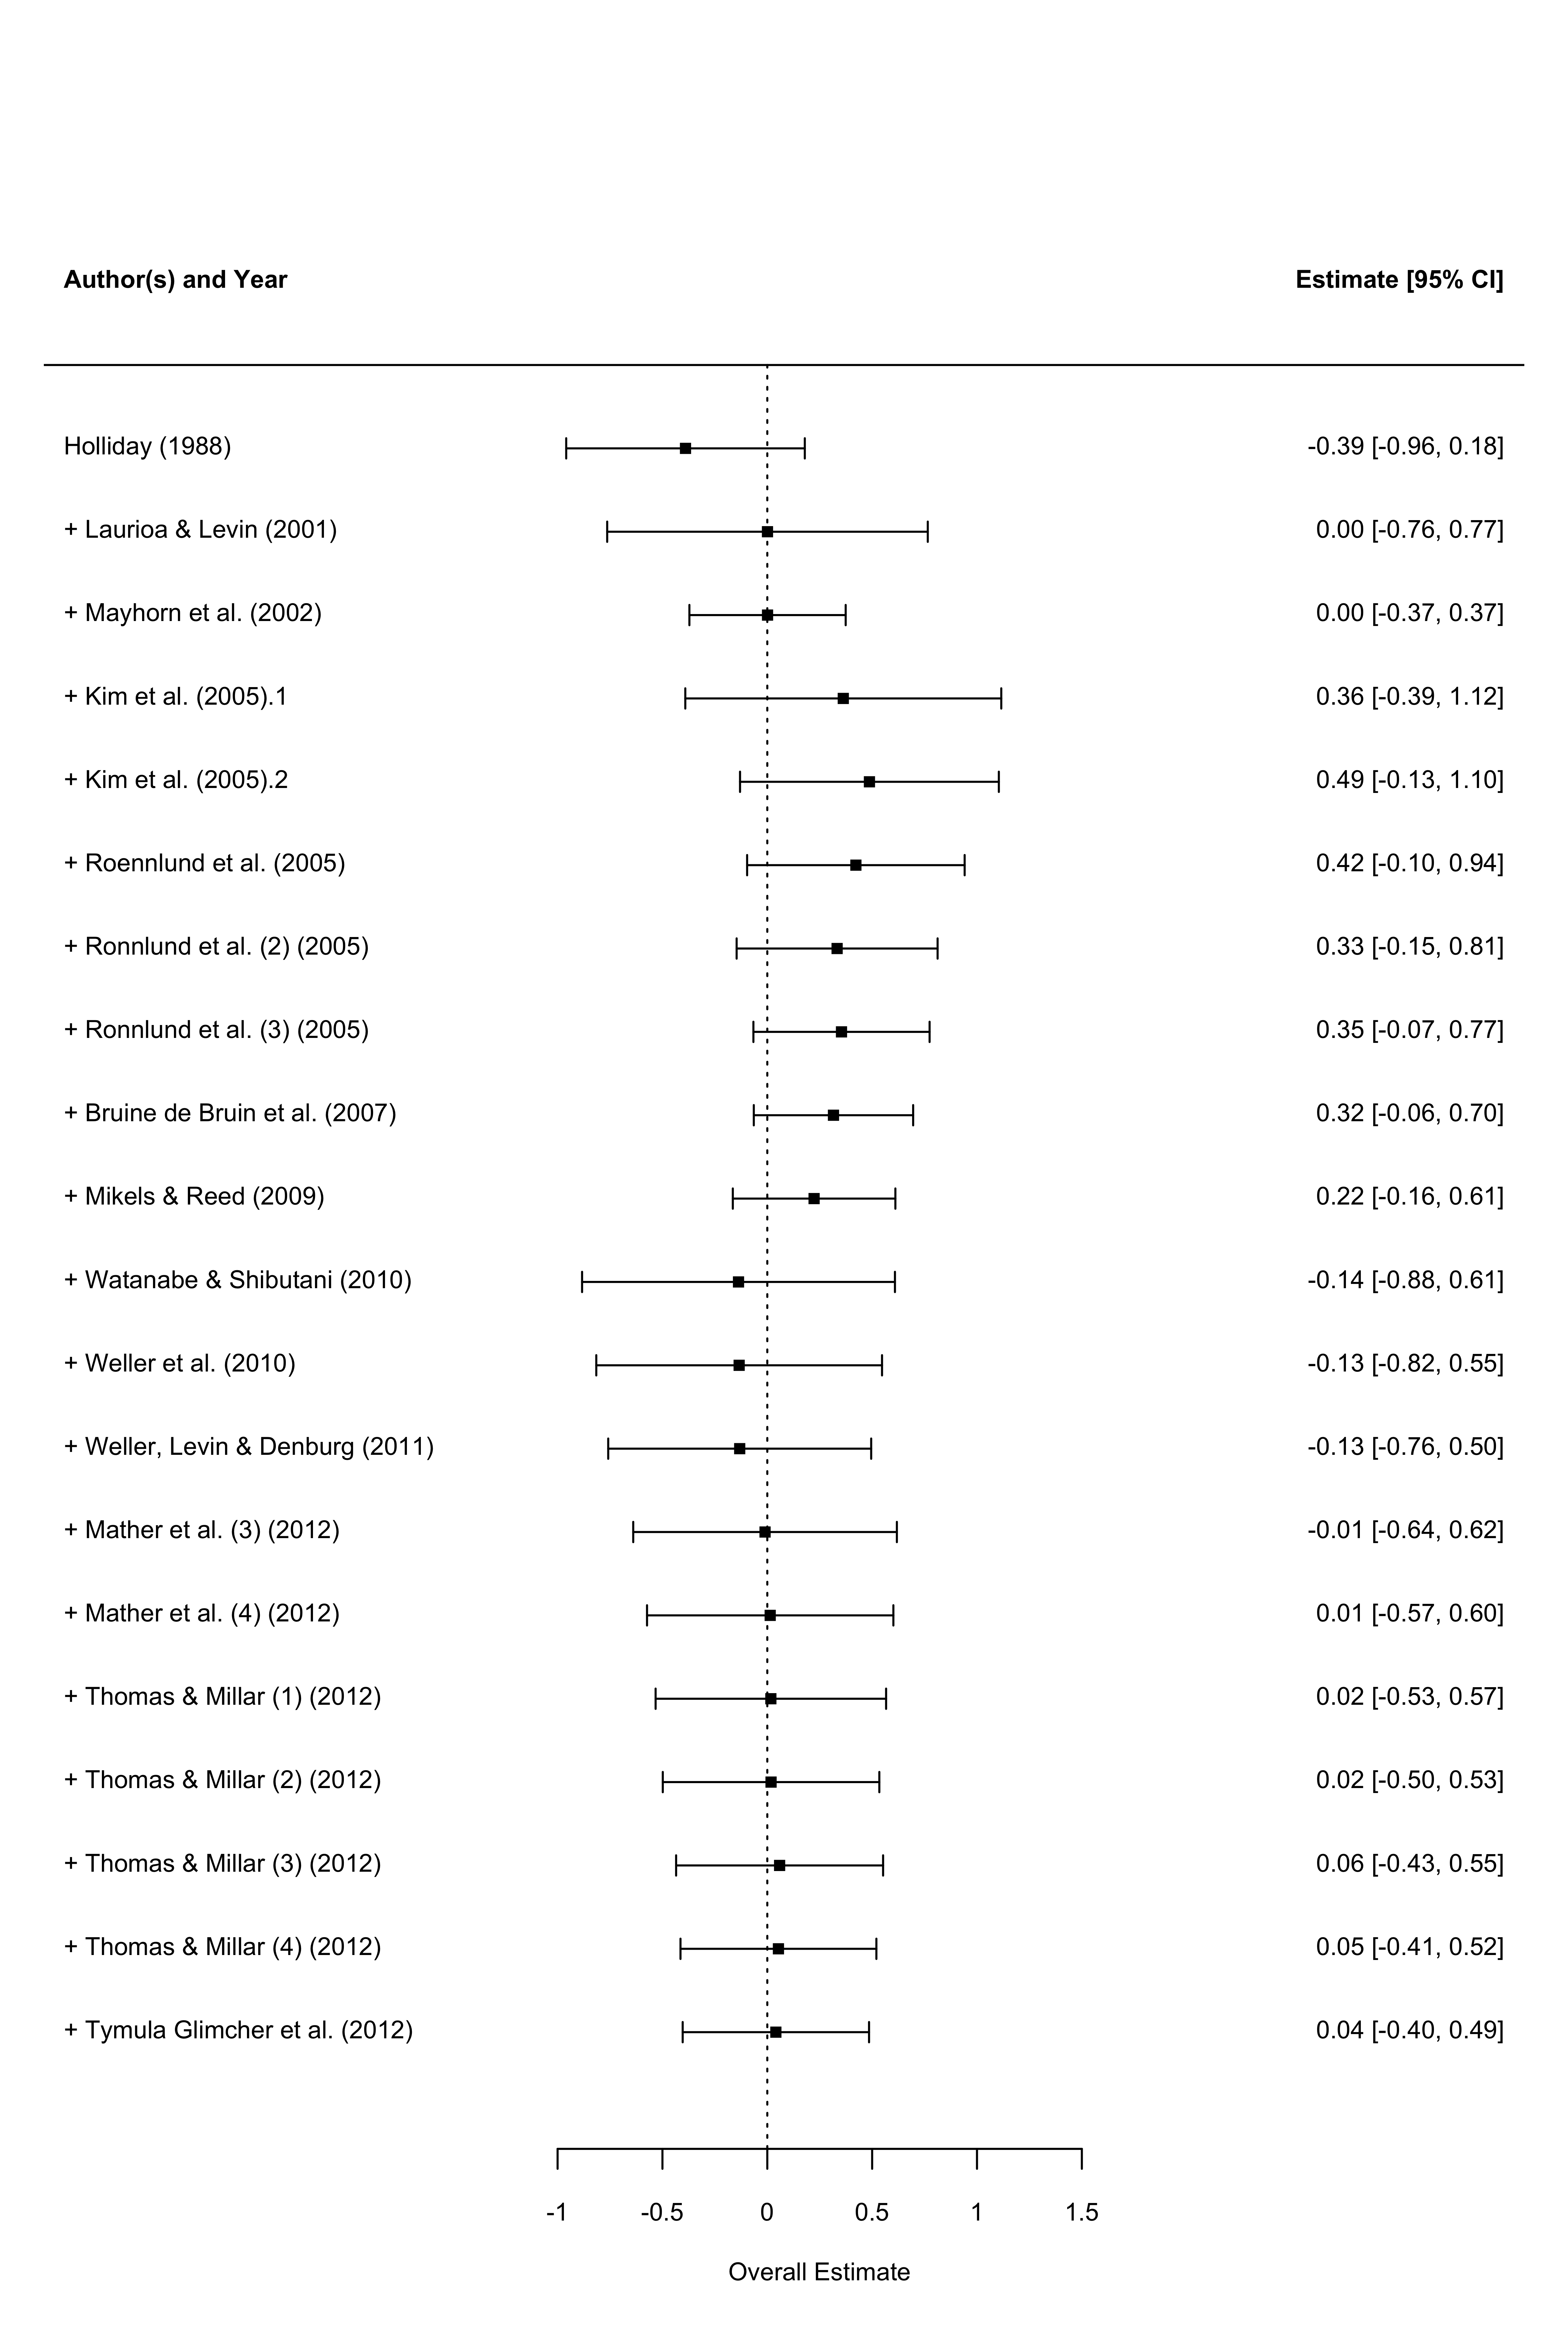 Author(s) and Year Estimate [95% CI]
Holliday (1988) -0.39 [-0.96, 0.18]
+ Laurioa & Levin (2001) 0.00 [-0.76, 0.77]
+ Mayhorn et al. (2002) 0.00 [-0.37, 0.37]
+ Kim et al. (2005).1 0.36 [-0.39, 1.12]
+ Kim et al. (2005).2 0.49 [-0.13, 1.10]
+ Roennlund et al. (2005) 0.42 [-0.10, 0.94]
+ Ronnlund et al. (2) (2005) 0.33 [-0.15, 0.81]
+ Ronnlund et al. (3) (2005) 0.35 [-0.07, 0.77]
+ Bruine de Bruin et al. (2007) 0.32 [-0.06, 0.70]
+ Mikels & Reed (2009) 0.22 [-0.16, 0.61]
+ Watanabe & Shibutani (2010) -0.14 [-0.88, 0.61]
+ Weller et al. (2010) -0.13 [-0.82, 0.55]
+ Weller, Levin & Denburg (2011) -0.13 [-0.76, 0.50]
+ Mather et al. (3) (2012) -0.01 [-0.64, 0.62]
+ Mather et al. (4) (2012) 0.01 [-0.57, 0.60]
+ Thomas & Millar (1) (2012) 0.02 [-0.53, 0.57]
+ Thomas & Millar (2) (2012) 0.02 [-0.50, 0.53]
+ Thomas & Millar (3) (2012) 0.06 [-0.43, 0.55]
+ Thomas & Millar (4) (2012) 0.05 [-0.41, 0.52]
+ Tymula Glimcher et al. (2012) 0.04 [-0.40, 0.49]
-1 -0.5 0 0.5 1 1.5
Overall Estimate